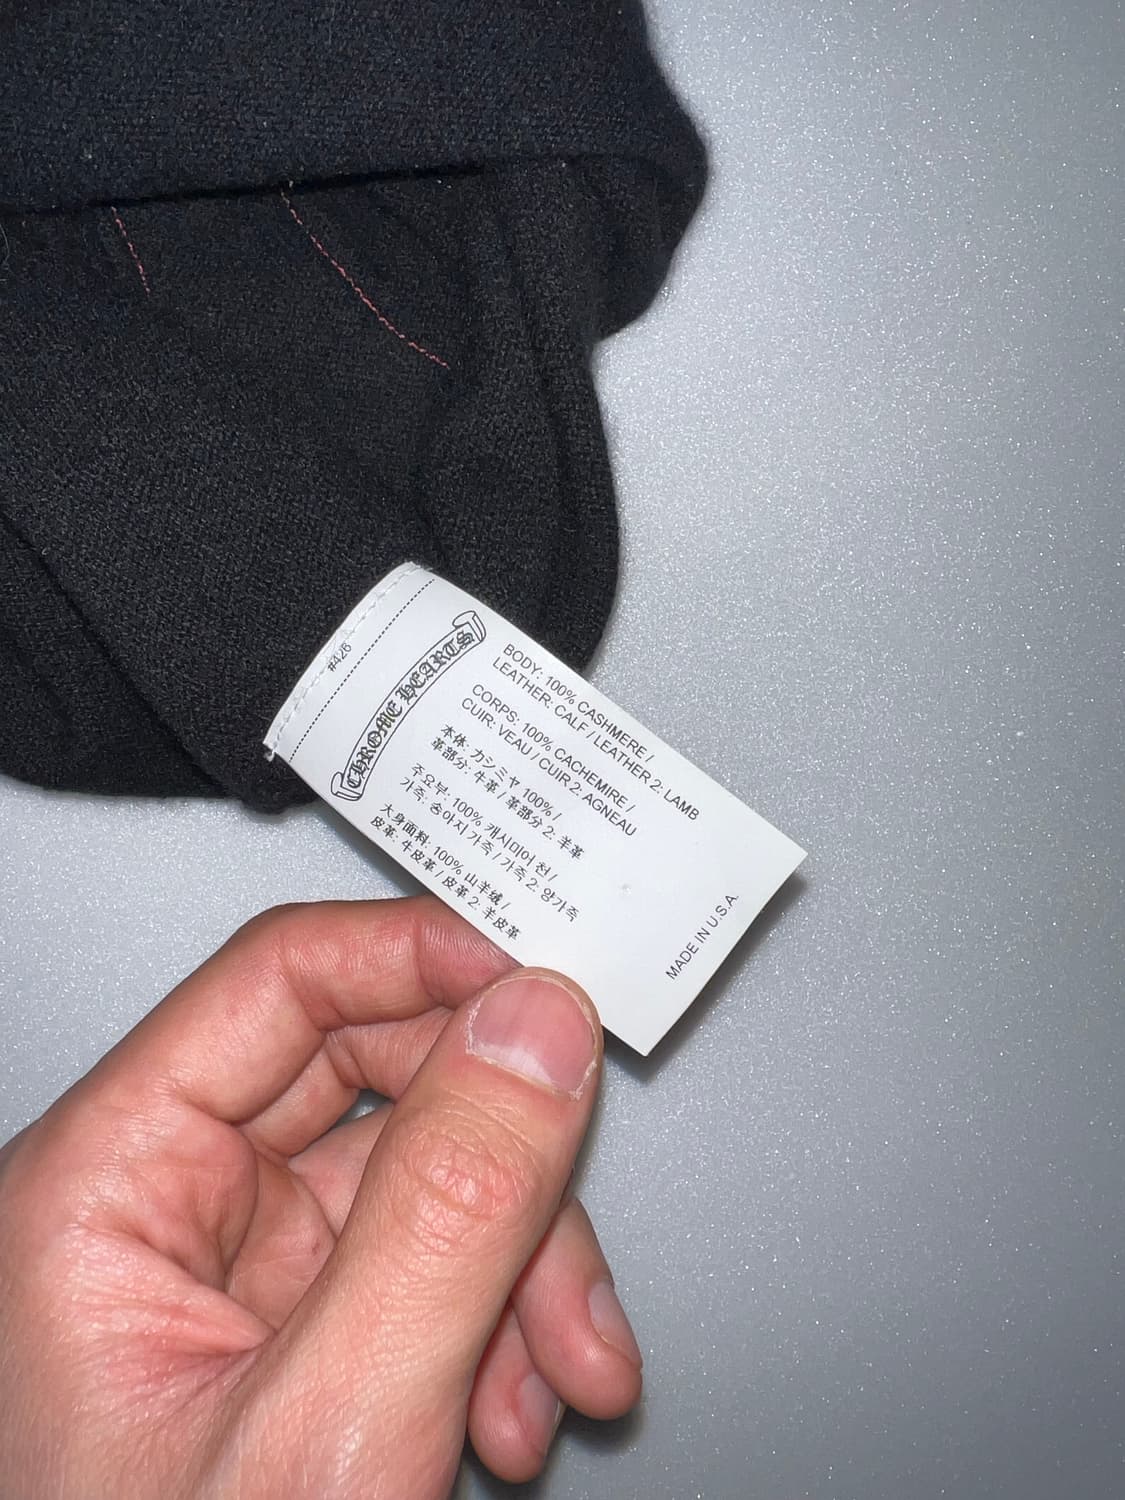 #426
CHROME HEARTS
BODY: 100% CASHMERE /
LEATHER: CALF / LEATHER 2: LAMB
CORPS: 100% CACHEMIRE /
CUIR: VEAU / CUIR 2: AGNEAU
本体: カシミヤ 100% /
革部分: 牛革 / 革部分 2: 羊革
주요부: 100% 캐시미어 천 /
가죽: 송아지 가죽 / 가죽 2: 양가죽
大身面料: 100% 山羊绒 /
皮革: 牛皮革 / 皮革 2: 羊皮革
MADE IN U.S.A.